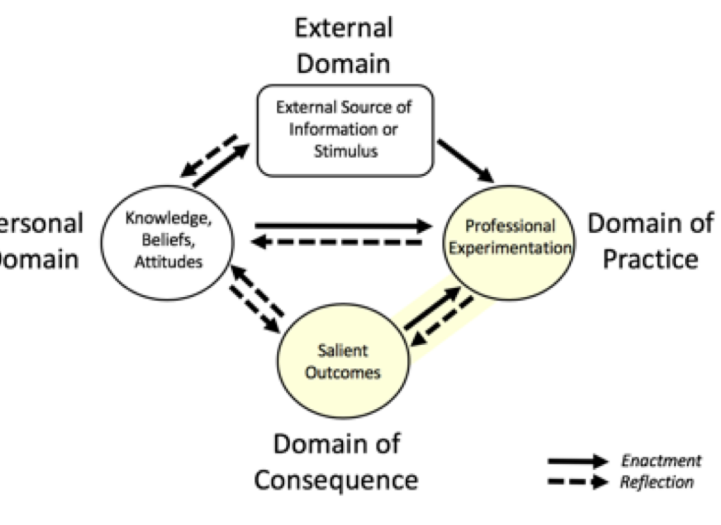 External
Domain
External Source of
Information or
Stimulus
ersonal
omain
Knowledge,
Beliefs,
Attitudes
Professional
Experimentation
Domain of
Practice
Salient
Outcomes
Domain of
Consequence
Enactment
Reflection